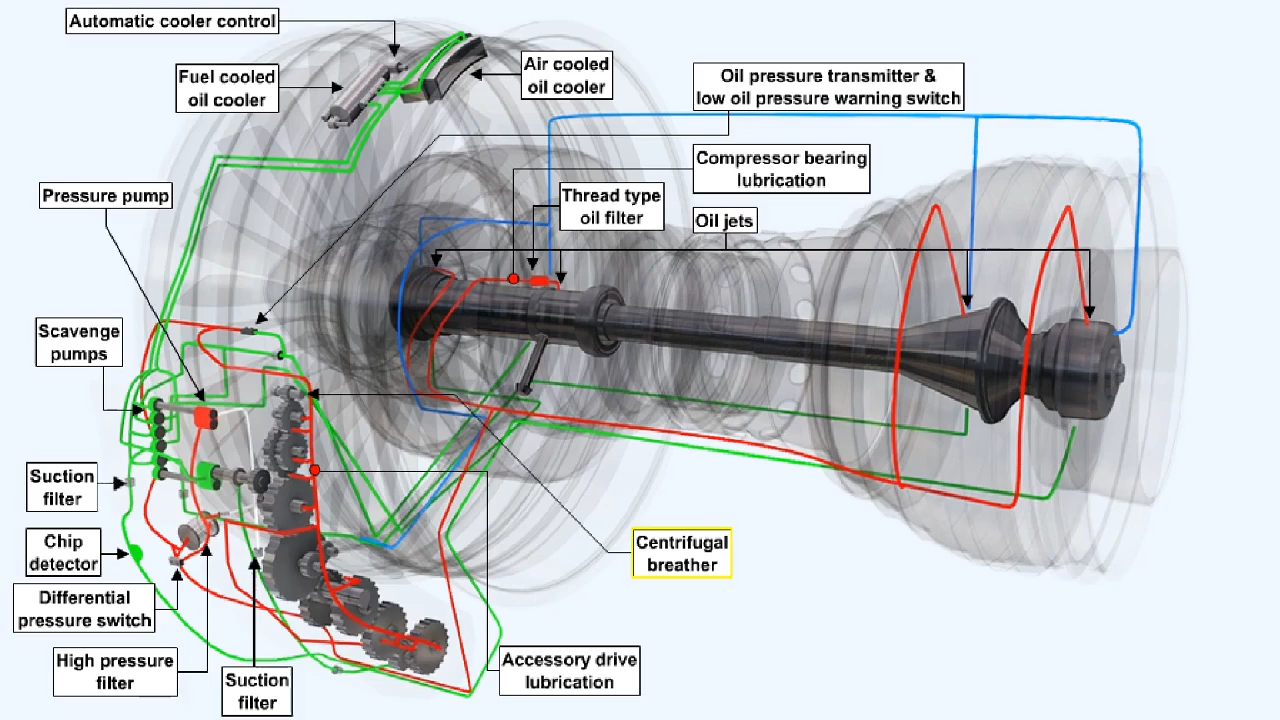 Automatic cooler control
Fuel cooled
oil cooler
Air cooled
oil cooler
Oil pressure transmitter &
low oil pressure warning switch
Compressor bearing
lubrication
Pressure pump
Thread type
oil filter
Oil jets
Scavenge
pumps
Suction
filter
Chip
detector
Centrifugal
breather
Differential
pressure switch
High pressure
filter
Suction
filter
Accessory drive
lubrication